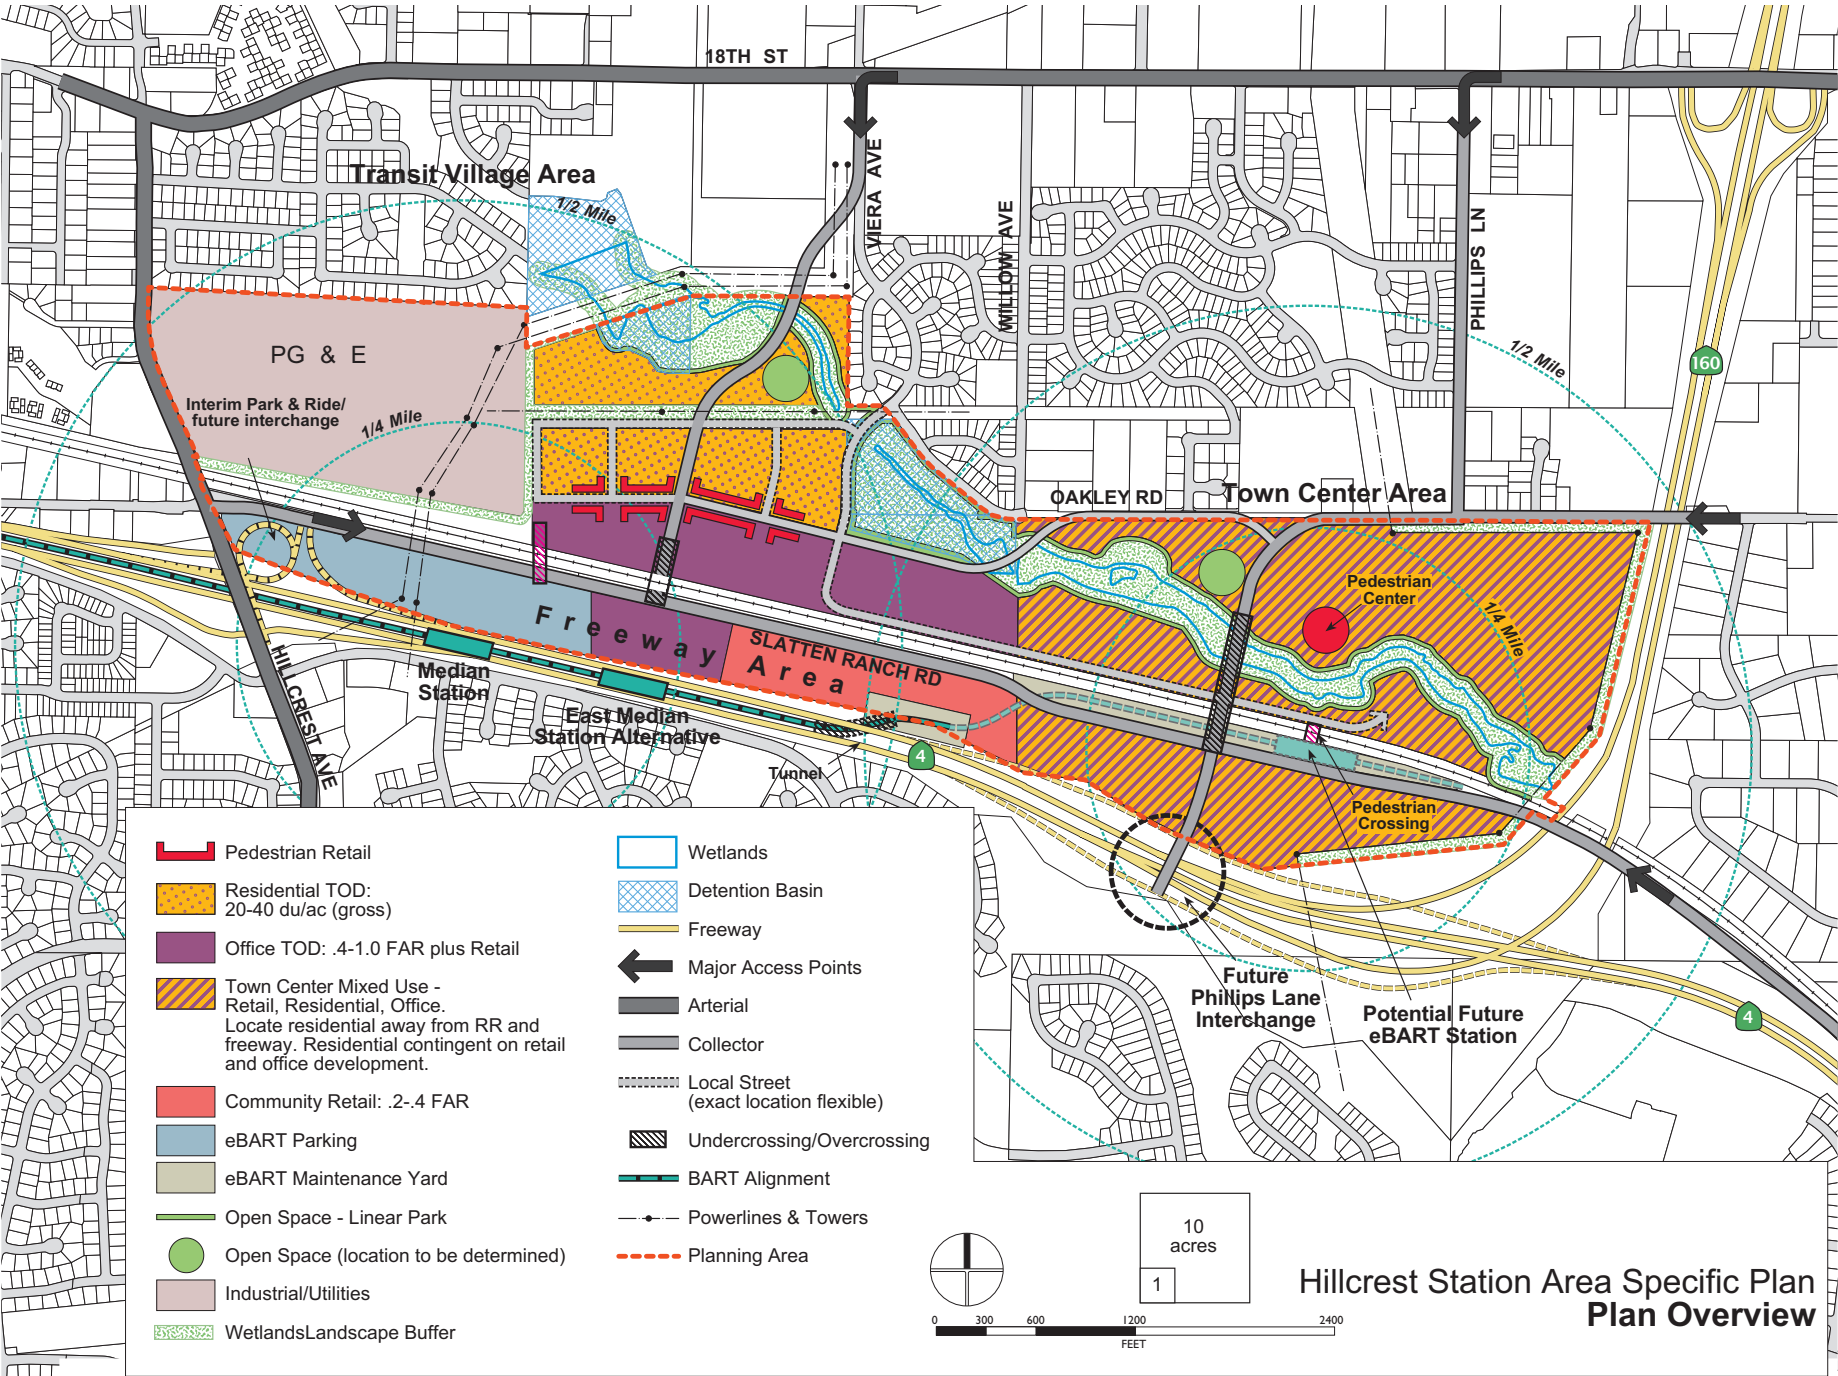 18TH ST
Transit Village Area
1/2 Mile
VIERA AVE
WILLOW AVE
PHILLIPS LN
1/2 Mile
160
PG & E
Interim Park & Ride/
future interchange
1/4 Mile
OAKLEY RD
Town Center Area
Pedestrian
Center
1/4 Mile
Freeway
Area
SLATTEN RANCH RD
HILLCREST AVE
Median
Station
East Median
Station Alternative
Tunnel
4
Pedestrian
Crossing
Future
Phillips Lane
Interchange
Potential Future
eBART Station
4
Pedestrian Retail
Residential TOD:
20-40 du/ac (gross)
Office TOD: .4-1.0 FAR plus Retail
Town Center Mixed Use -
Retail, Residential, Office.
Locate residential away from RR and
freeway. Residential contingent on retail
and office development.
Community Retail: .2-.4 FAR
eBART Parking
eBART Maintenance Yard
Open Space - Linear Park
Open Space (location to be determined)
Industrial/Utilities
WetlandsLandscape Buffer
Wetlands
Detention Basin
Freeway
Major Access Points
Arterial
Collector
Local Street
(exact location flexible)
Undercrossing/Overcrossing
BART Alignment
Powerlines & Towers
Planning Area
10
acres
1
0 300 600 1200 2400
FEET
Hillcrest Station Area Specific Plan
Plan Overview